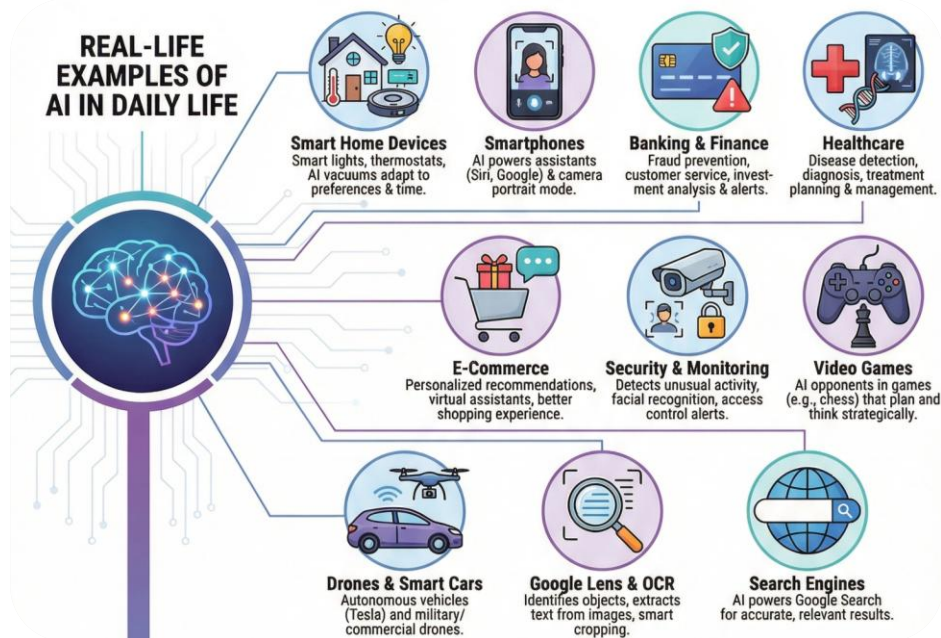 REAL-LIFE
EXAMPLES OF
AI IN DAILY LIFE
Smart Home Devices
Smart lights, thermostats,
AI vacuums adapt to
preferences & time.
Smartphones
AI powers assistants
(Siri, Google) & camera
portrait mode.
Banking & Finance
Fraud prevention,
customer service, invest-
ment analysis & alerts.
Healthcare
Disease detection,
diagnosis, treatment
planning & management.
E-Commerce
Personalized recommendations,
virtual assistants, better
shopping experience.
Security & Monitoring
Detects unusual activity,
facial recognition, access
control alerts.
Video Games
AI opponents in games
(e.g., chess) that plan and
think strategically.
Drones & Smart Cars
Autonomous vehicles
(Tesla) and military/
commercial drones.
Google Lens & OCR
Identifies objects, extracts
text from images, smart
cropping.
Search Engines
AI powers Google Search
for accurate, relevant results.